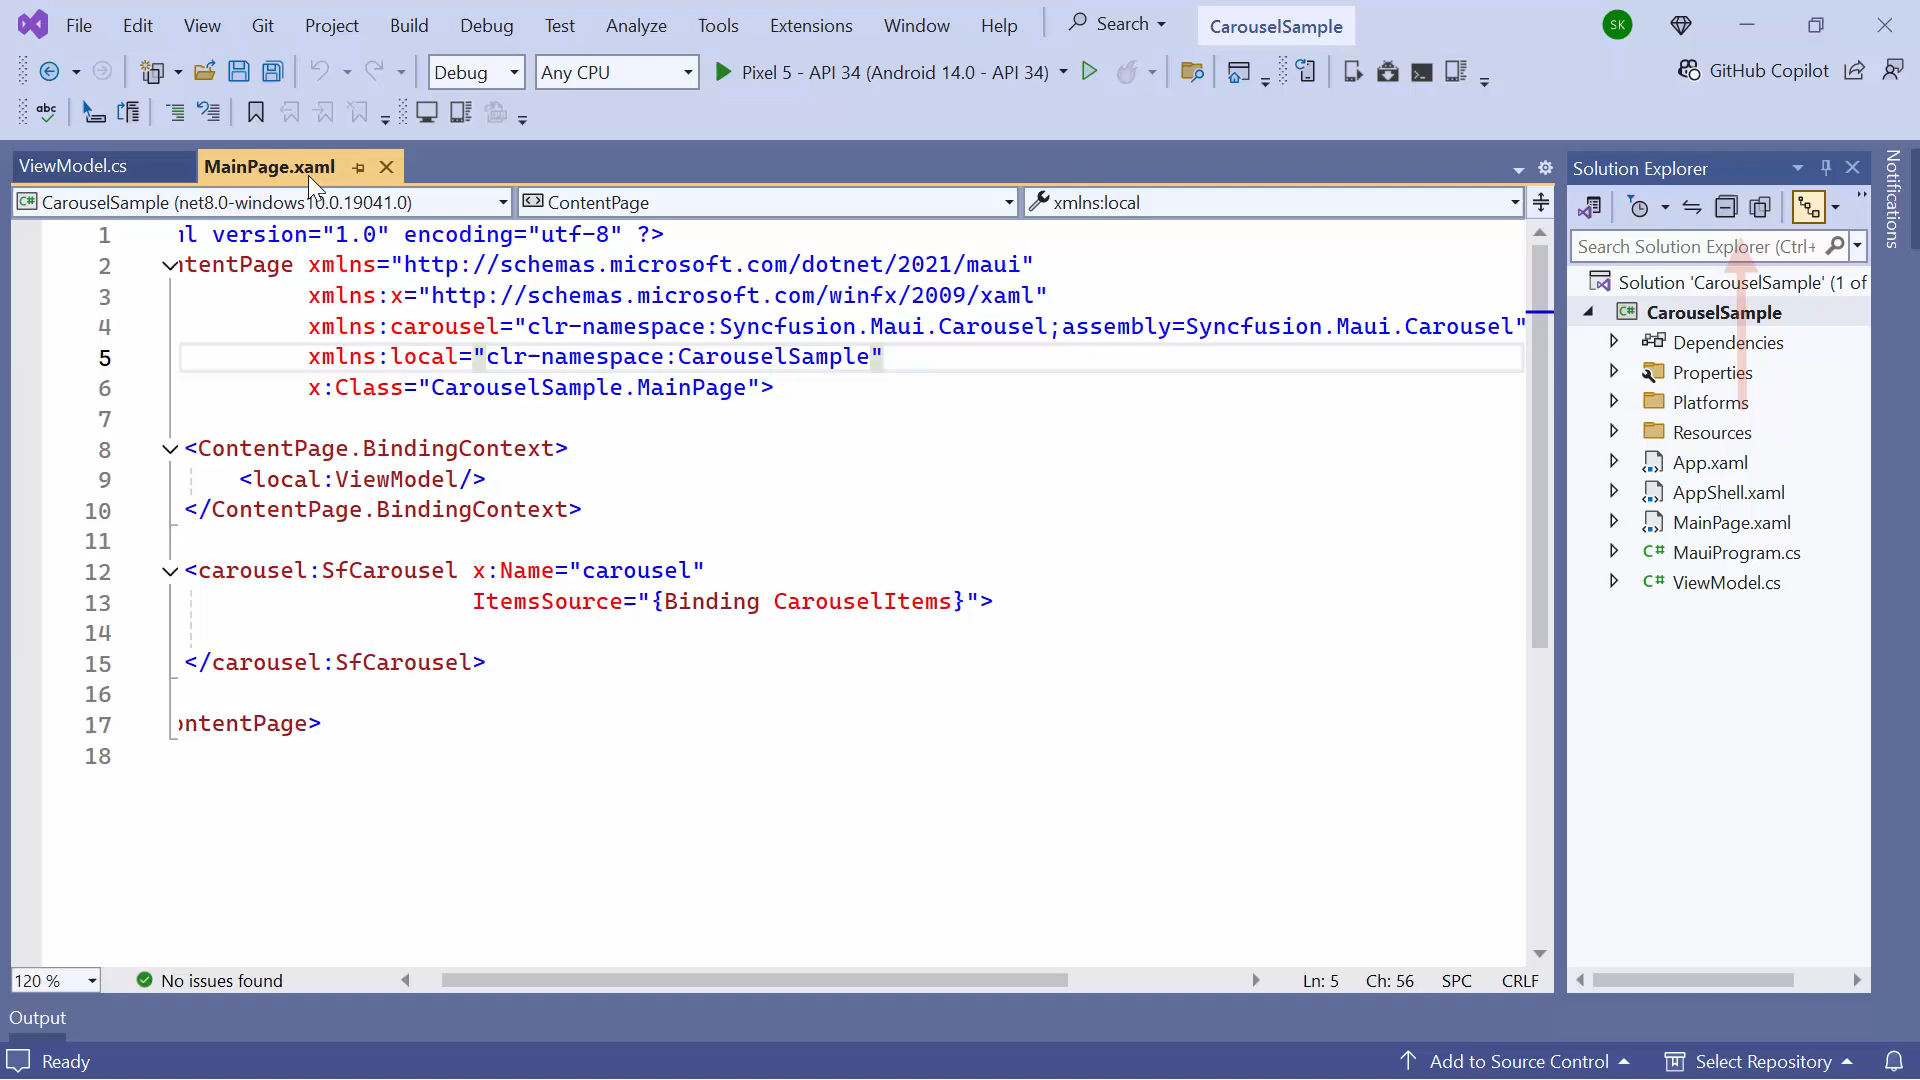 File Edit View Git Project Build Debug Test Analyze Tools Extensions Window Help Search CarouselSample SK
Debug Any CPU Pixel 5 - API 34 (Android 14.0 - API 34) GitHub Copilot
abc
ViewModel.cs MainPage.xaml
CarouselSample (net8.0-windows10.0.19041.0) ContentPage xmlns:local
1 ml version="1.0" encoding="utf-8" ?>
2 ntentPage xmlns="http://schemas.microsoft.com/dotnet/2021/maui"
3 xmlns:x="http://schemas.microsoft.com/winfx/2009/xaml"
4 xmlns:carousel="clr-namespace:Syncfusion.Maui.Carousel;assembly=Syncfusion.Maui.Carousel"
5 xmlns:local="clr-namespace:CarouselSample"
6 x:Class="CarouselSample.MainPage">
7
8 <ContentPage.BindingContext>
9 <local:ViewModel/>
10 </ContentPage.BindingContext>
11
12 <carousel:SfCarousel x:Name="carousel"
13 ItemsSource="{Binding CarouselItems}">
14
15 </carousel:SfCarousel>
16
17 ontentPage>
18
120 % No issues found Ln: 5 Ch: 56 SPC CRLF
Solution Explorer
Search Solution Explorer (Ctrl+
Solution 'CarouselSample' (1 of
C# CarouselSample
Dependencies
Properties
Platforms
Resources
App.xaml
AppShell.xaml
MainPage.xaml
C# MauiProgram.cs
C# ViewModel.cs
Notifications
Output
Ready Add to Source Control Select Repository